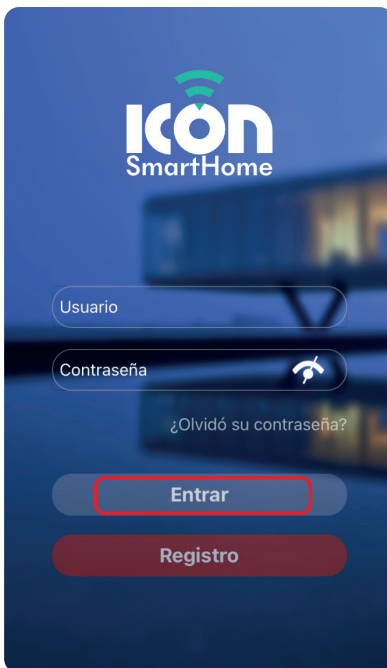 ICON
SmartHome
Usuario
Contraseña
¿Olvidó su contraseña?
Entrar
Registro